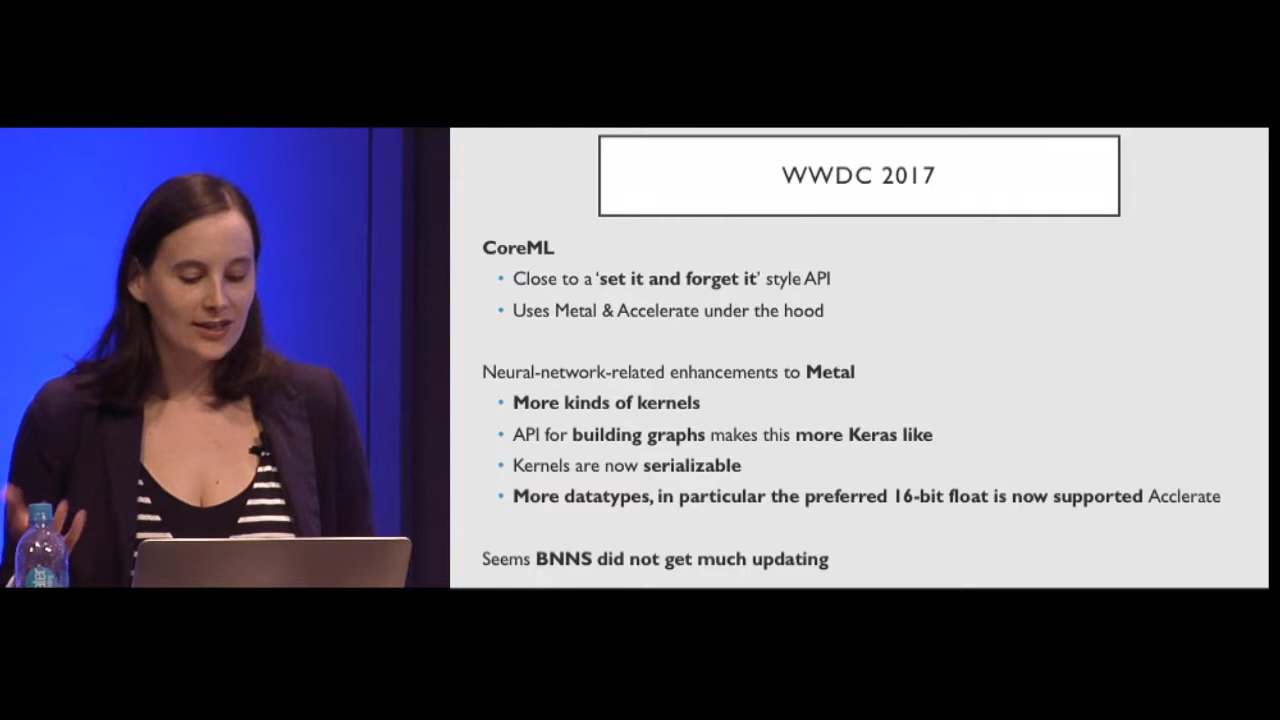 WWDC 2017
CoreML
• Close to a ‘set it and forget it’ style API
• Uses Metal & Accelerate under the hood
Neural-network-related enhancements to Metal
• More kinds of kernels
• API for building graphs makes this more Keras like
• Kernels are now serializable
• More datatypes, in particular the preferred 16-bit float is now supported Acclerate
Seems BNNS did not get much updating